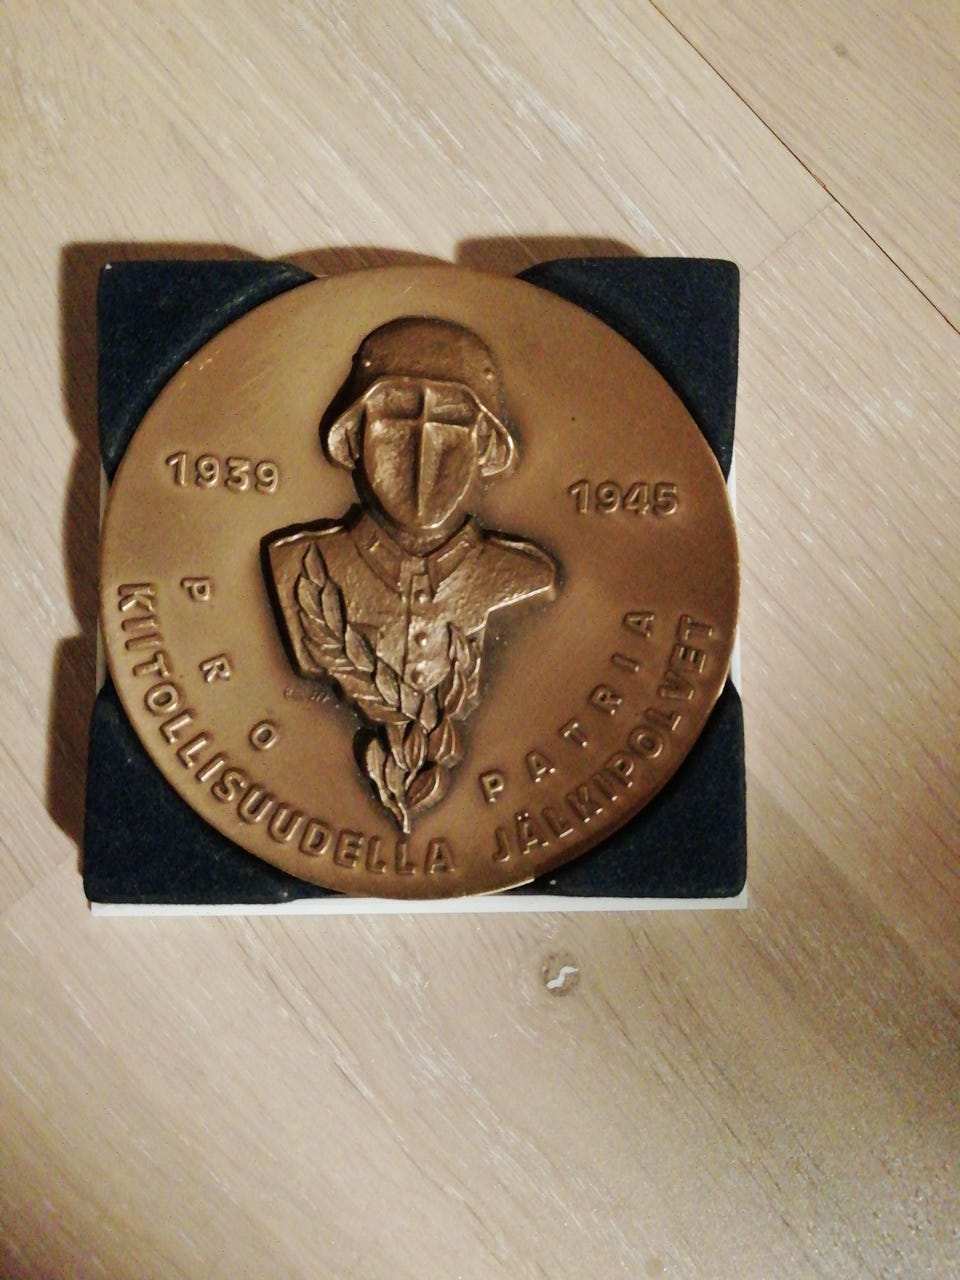 1939
1945
PRO PATRIA
KIITOLLISUUDELLA JÄLKIPOLVET